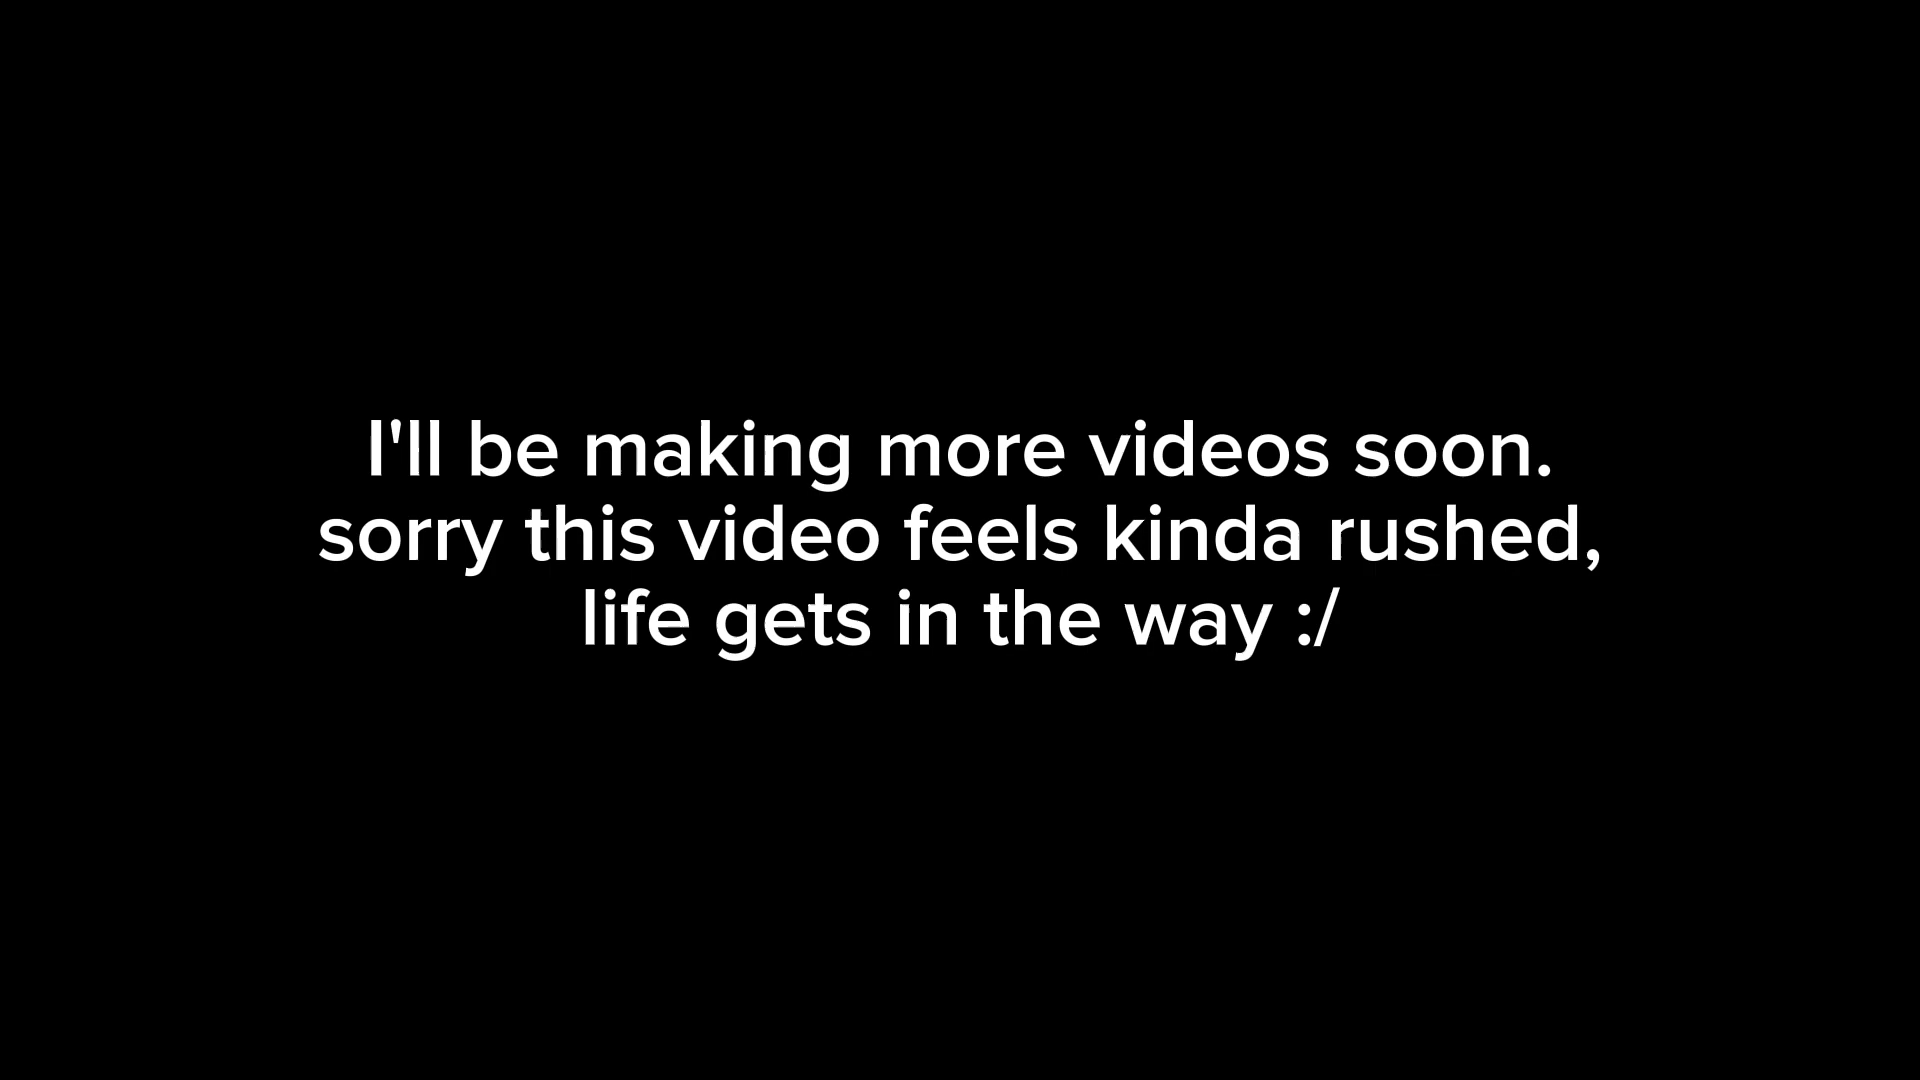 I'll be making more videos soon.
sorry this video feels kinda rushed,
life gets in the way :/